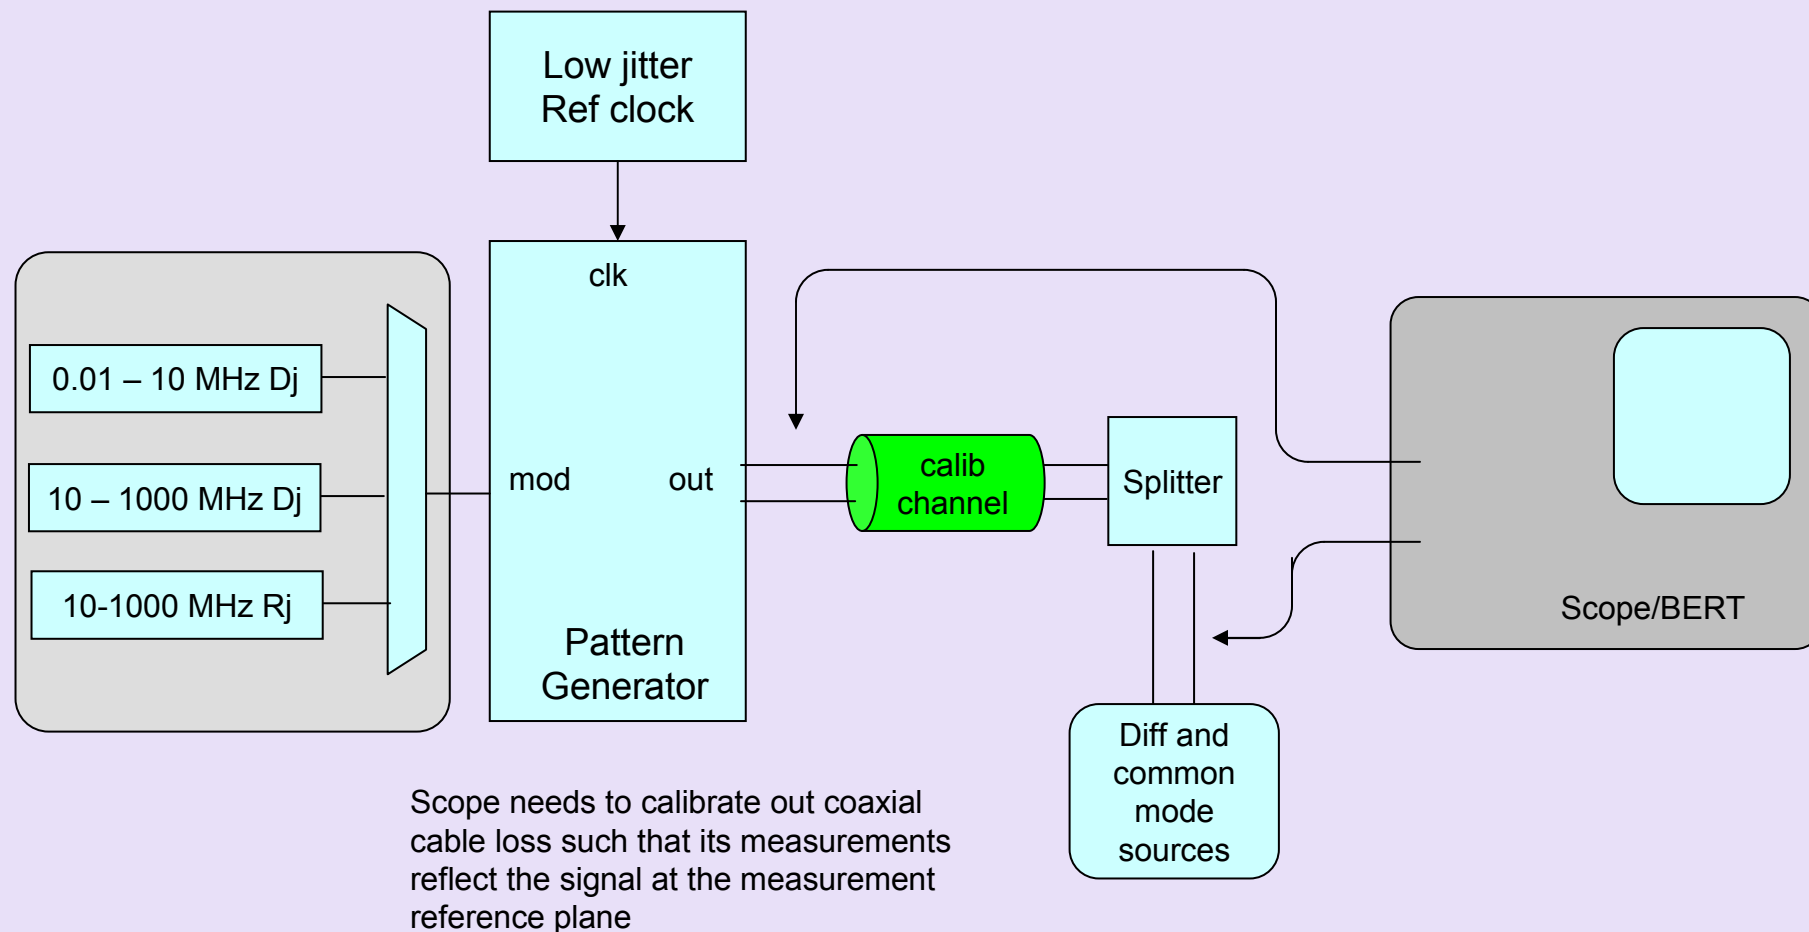 Low jitter
Ref clock
clk
0.01 – 10 MHz Dj
10 – 1000 MHz Dj
10-1000 MHz Rj
mod
out
Pattern
Generator
calib
channel
Splitter
Scope/BERT
Diff and
common
mode
sources
Scope needs to calibrate out coaxial
cable loss such that its measurements
reflect the signal at the measurement
reference plane